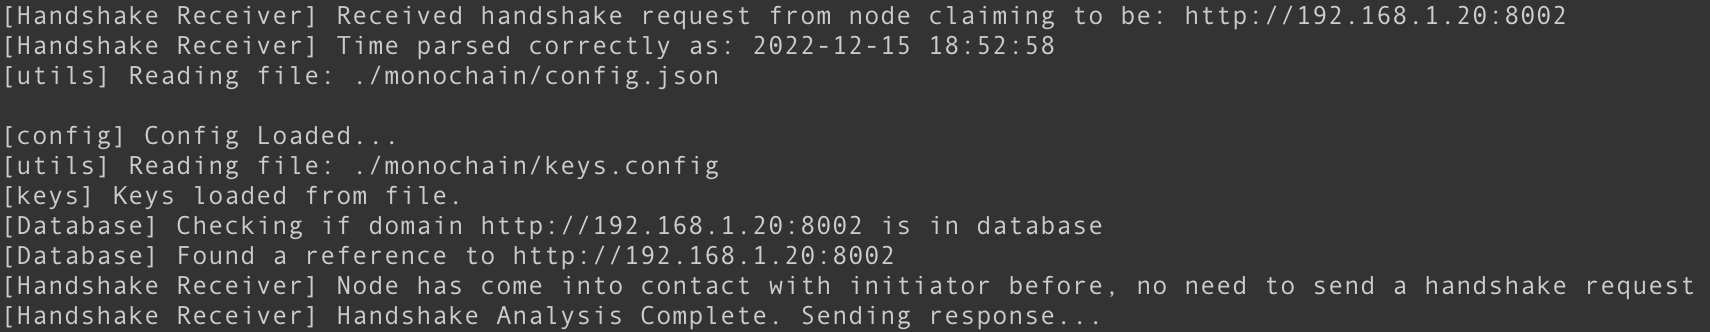 [Handshake Receiver] Received handshake request from node claiming to be: http://192.168.1.20:8002
[Handshake Receiver] Time parsed correctly as: 2022-12-15 18:52:58
[utils] Reading file: ./monochain/config.json
[config] Config Loaded...
[utils] Reading file: ./monochain/keys.config
[keys] Keys loaded from file.
[Database] Checking if domain http://192.168.1.20:8002 is in database
[Database] Found a reference to http://192.168.1.20:8002
[Handshake Receiver] Node has come into contact with initiator before, no need to send a handshake request
[Handshake Receiver] Handshake Analysis Complete. Sending response...